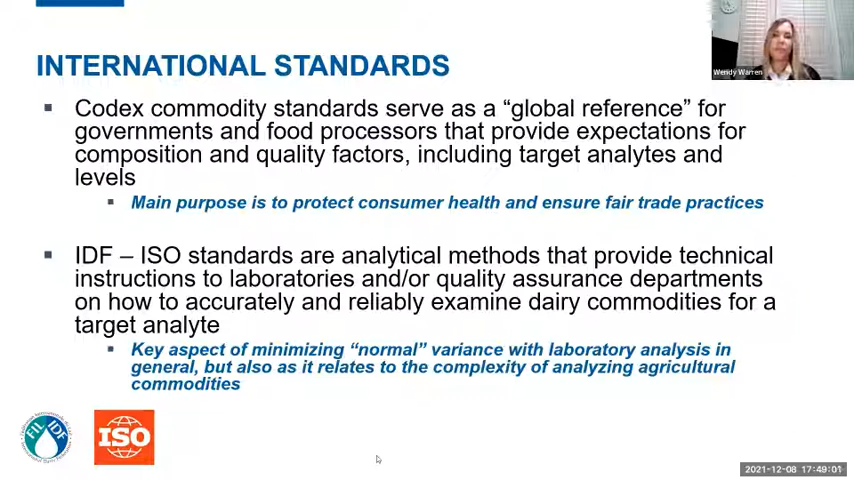 Wendy Warren
INTERNATIONAL STANDARDS
Codex commodity standards serve as a “global reference” for
governments and food processors that provide expectations for
composition and quality factors, including target analytes and
levels
Main purpose is to protect consumer health and ensure fair trade practices
IDF – ISO standards are analytical methods that provide technical
instructions to laboratories and/or quality assurance departments
on how to accurately and reliably examine dairy commodities for a
target analyte
Key aspect of minimizing “normal” variance with laboratory analysis in
general, but also as it relates to the complexity of analyzing agricultural
commodities
FIL IDF
ISO
2021-12-08 17:49:01